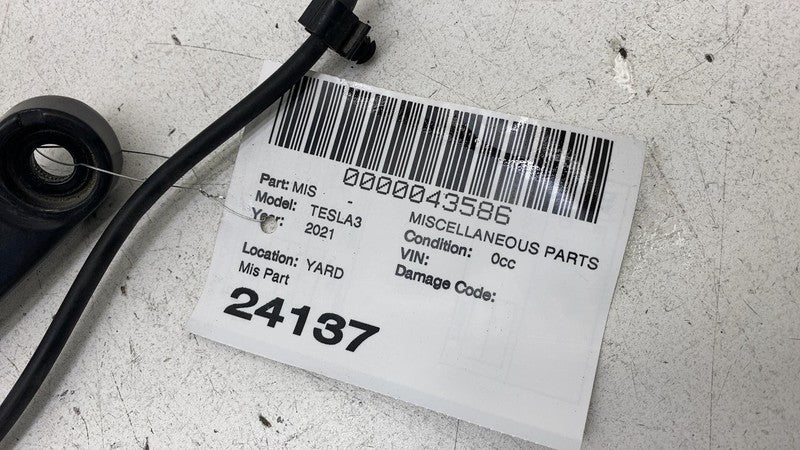 0000043586
Part: MIS - MISCELLANEOUS PARTS
Model: TESLA3 Condition: 0cc
Year: 2021 VIN:
Damage Code:
Location: YARD
Mis Part
24137